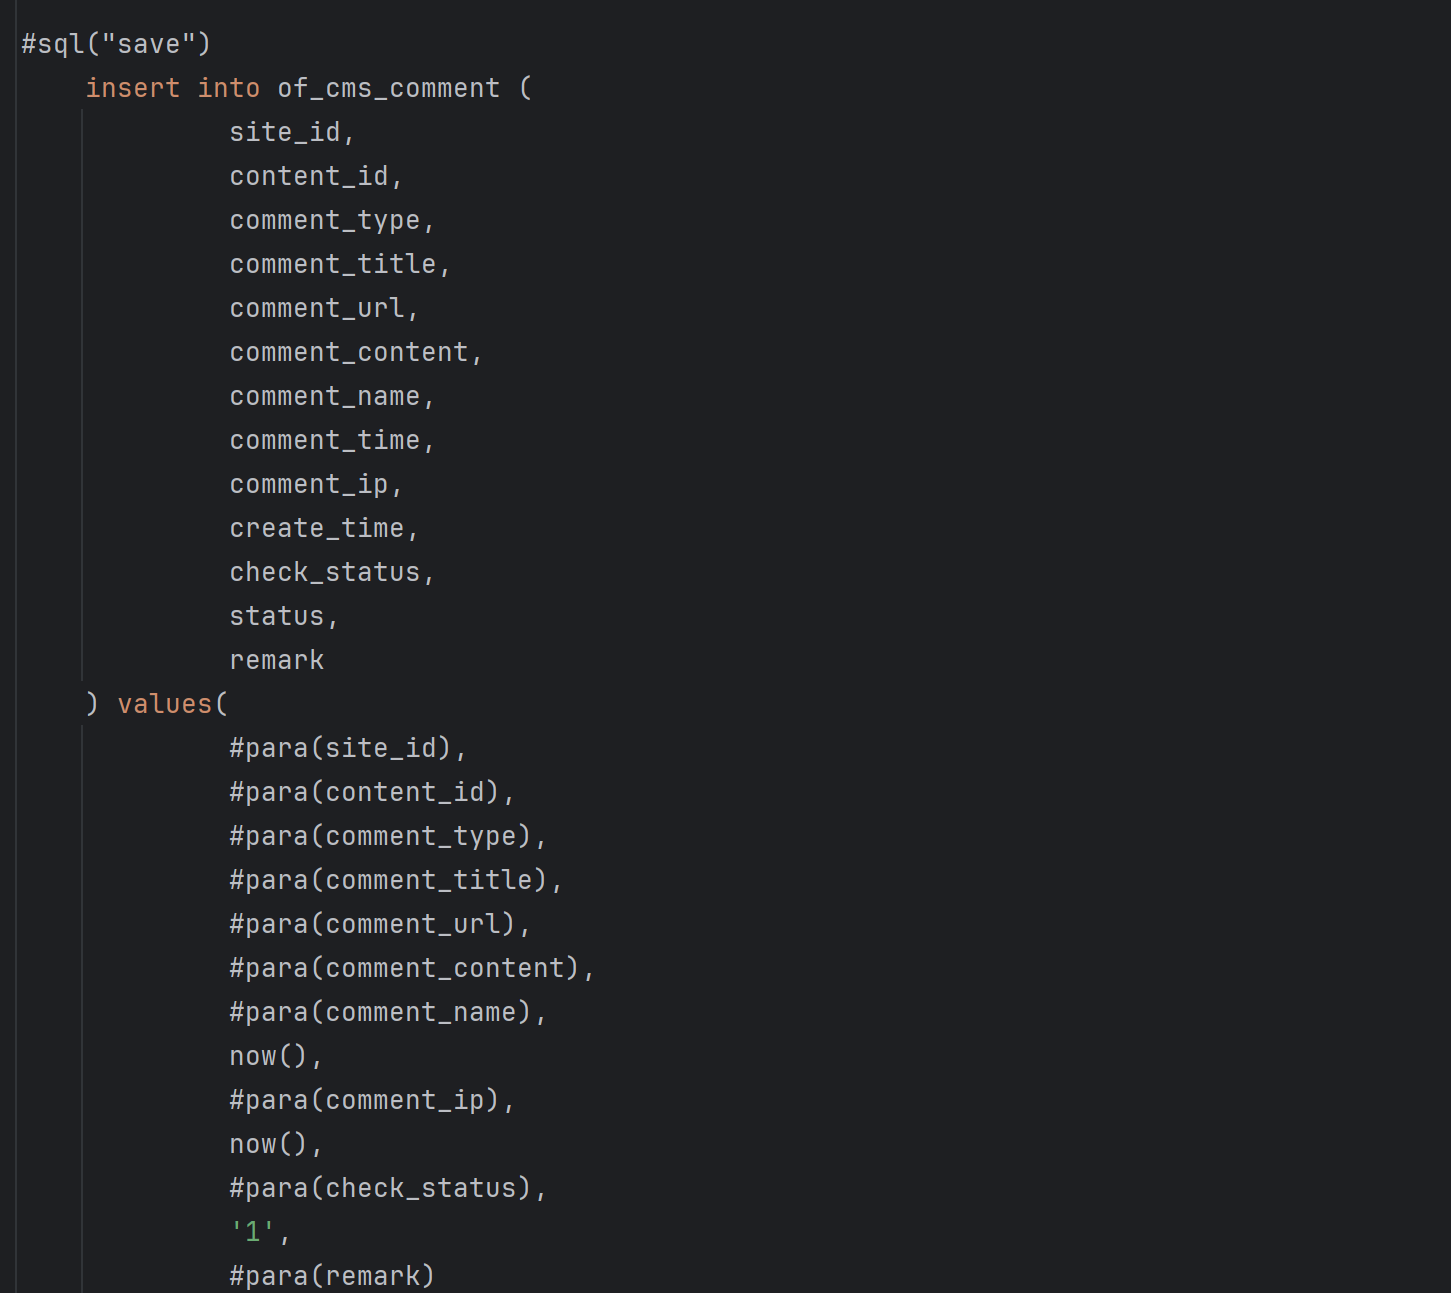 #sql("save")
insert into of_cms_comment (
site_id,
content_id,
comment_type,
comment_title,
comment_url,
comment_content,
comment_name,
comment_time,
comment_ip,
create_time,
check_status,
status,
remark
) values(
#para(site_id),
#para(content_id),
#para(comment_type),
#para(comment_title),
#para(comment_url),
#para(comment_content),
#para(comment_name),
now(),
#para(comment_ip),
now(),
#para(check_status),
'1',
#para(remark)